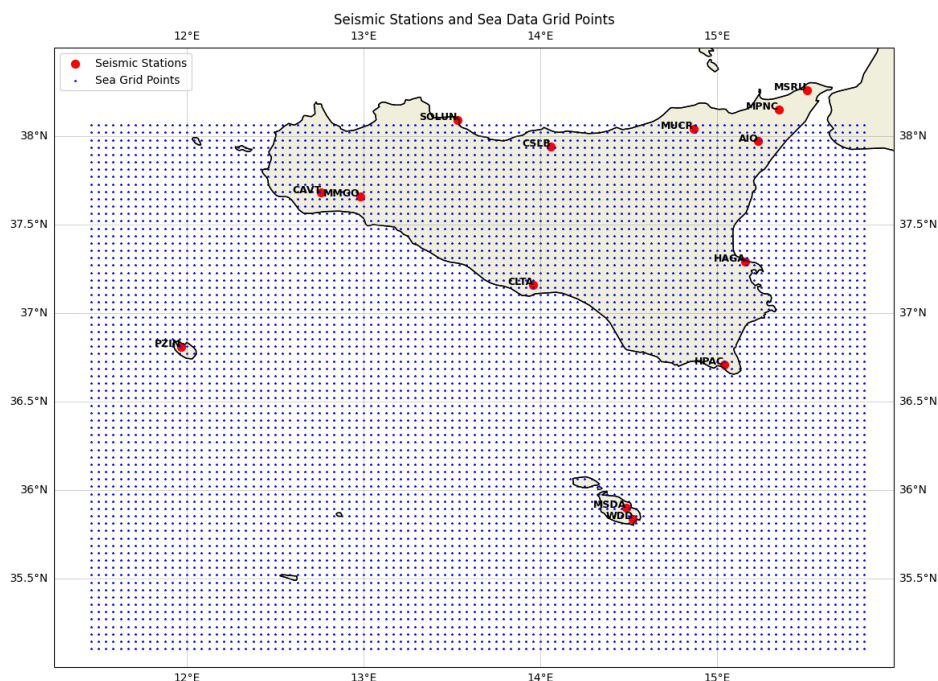 Seismic Stations and Sea Data Grid Points
12°E 13°E 14°E 15°E
Seismic Stations
Sea Grid Points
MSRU
MPNC
SOLUN
MUCR
38°N 38°N
AIO
CSLB
CAVT MMGO
37.5°N 37.5°N
HAGA
CLTA
37°N 37°N
PZIN
HPAC
36.5°N 36.5°N
36°N 36°N
MSDA
WDD
35.5°N 35.5°N
12°E 13°E 14°E 15°E